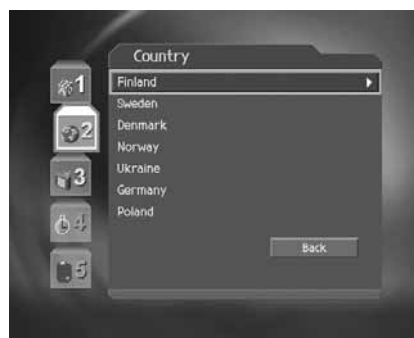 Country
1
Finland
Sweden
2
Denmark
Norway
3
Ukraine
Germany
4
Poland
Back
5